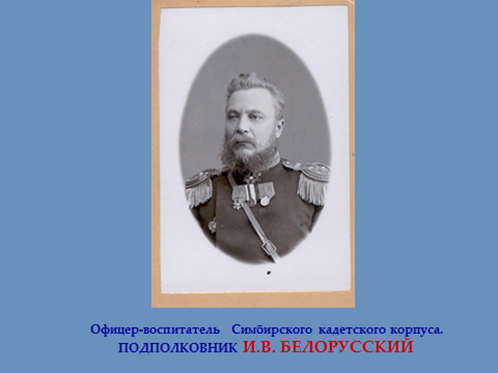 Офицер-воспитатель Симбирского кадетского корпуса.
ПОДПОЛКОВНИК И.В. БЕЛОРУССКИЙ